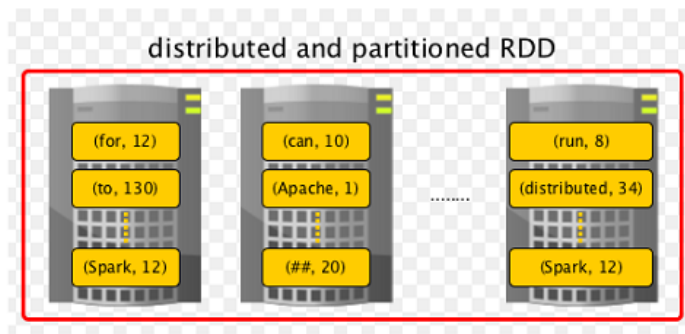 distributed and partitioned RDD
(for, 12)
(to, 130)
(Spark, 12)
(can, 10)
(Apache, 1)
(##, 20)
........
(run, 8)
(distributed, 34)
(Spark, 12)